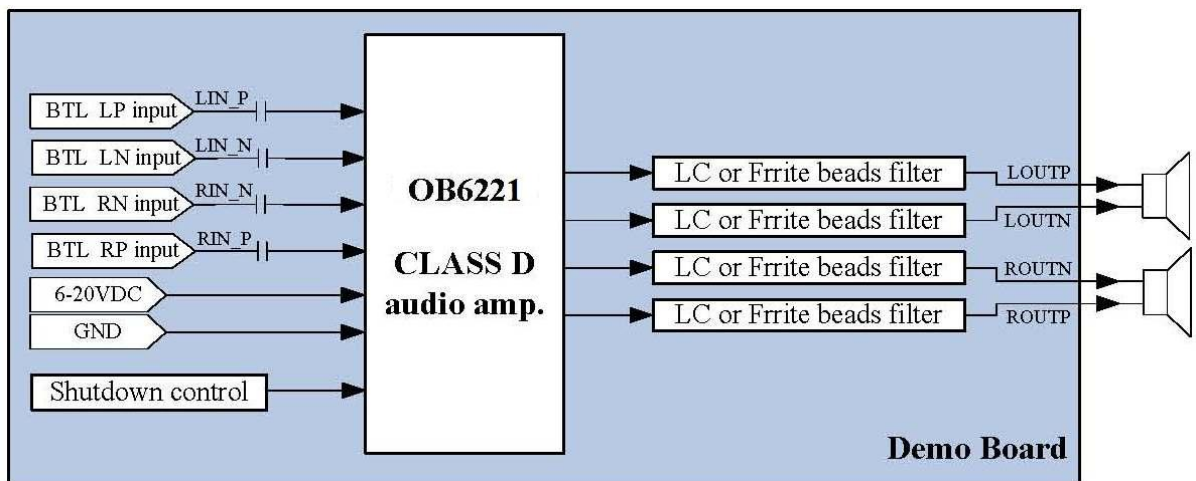 BTL LP input
LIN_P
BTL LN input
LIN_N
BTL RN input
RIN_N
BTL RP input
RIN_P
6-20VDC
GND
Shutdown control
OB6221
CLASS D
audio amp.
LC or Frrite beads filter
LOUTP
LC or Frrite beads filter
LOUTN
LC or Frrite beads filter
ROUTN
LC or Frrite beads filter
ROUTP
Demo Board